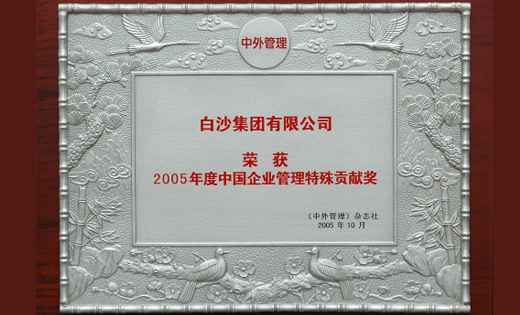 中外管理
白沙集团有限公司
荣 获
2005年度中国企业管理特殊贡献奖
《中外管理》杂志社
2005 年 10 月